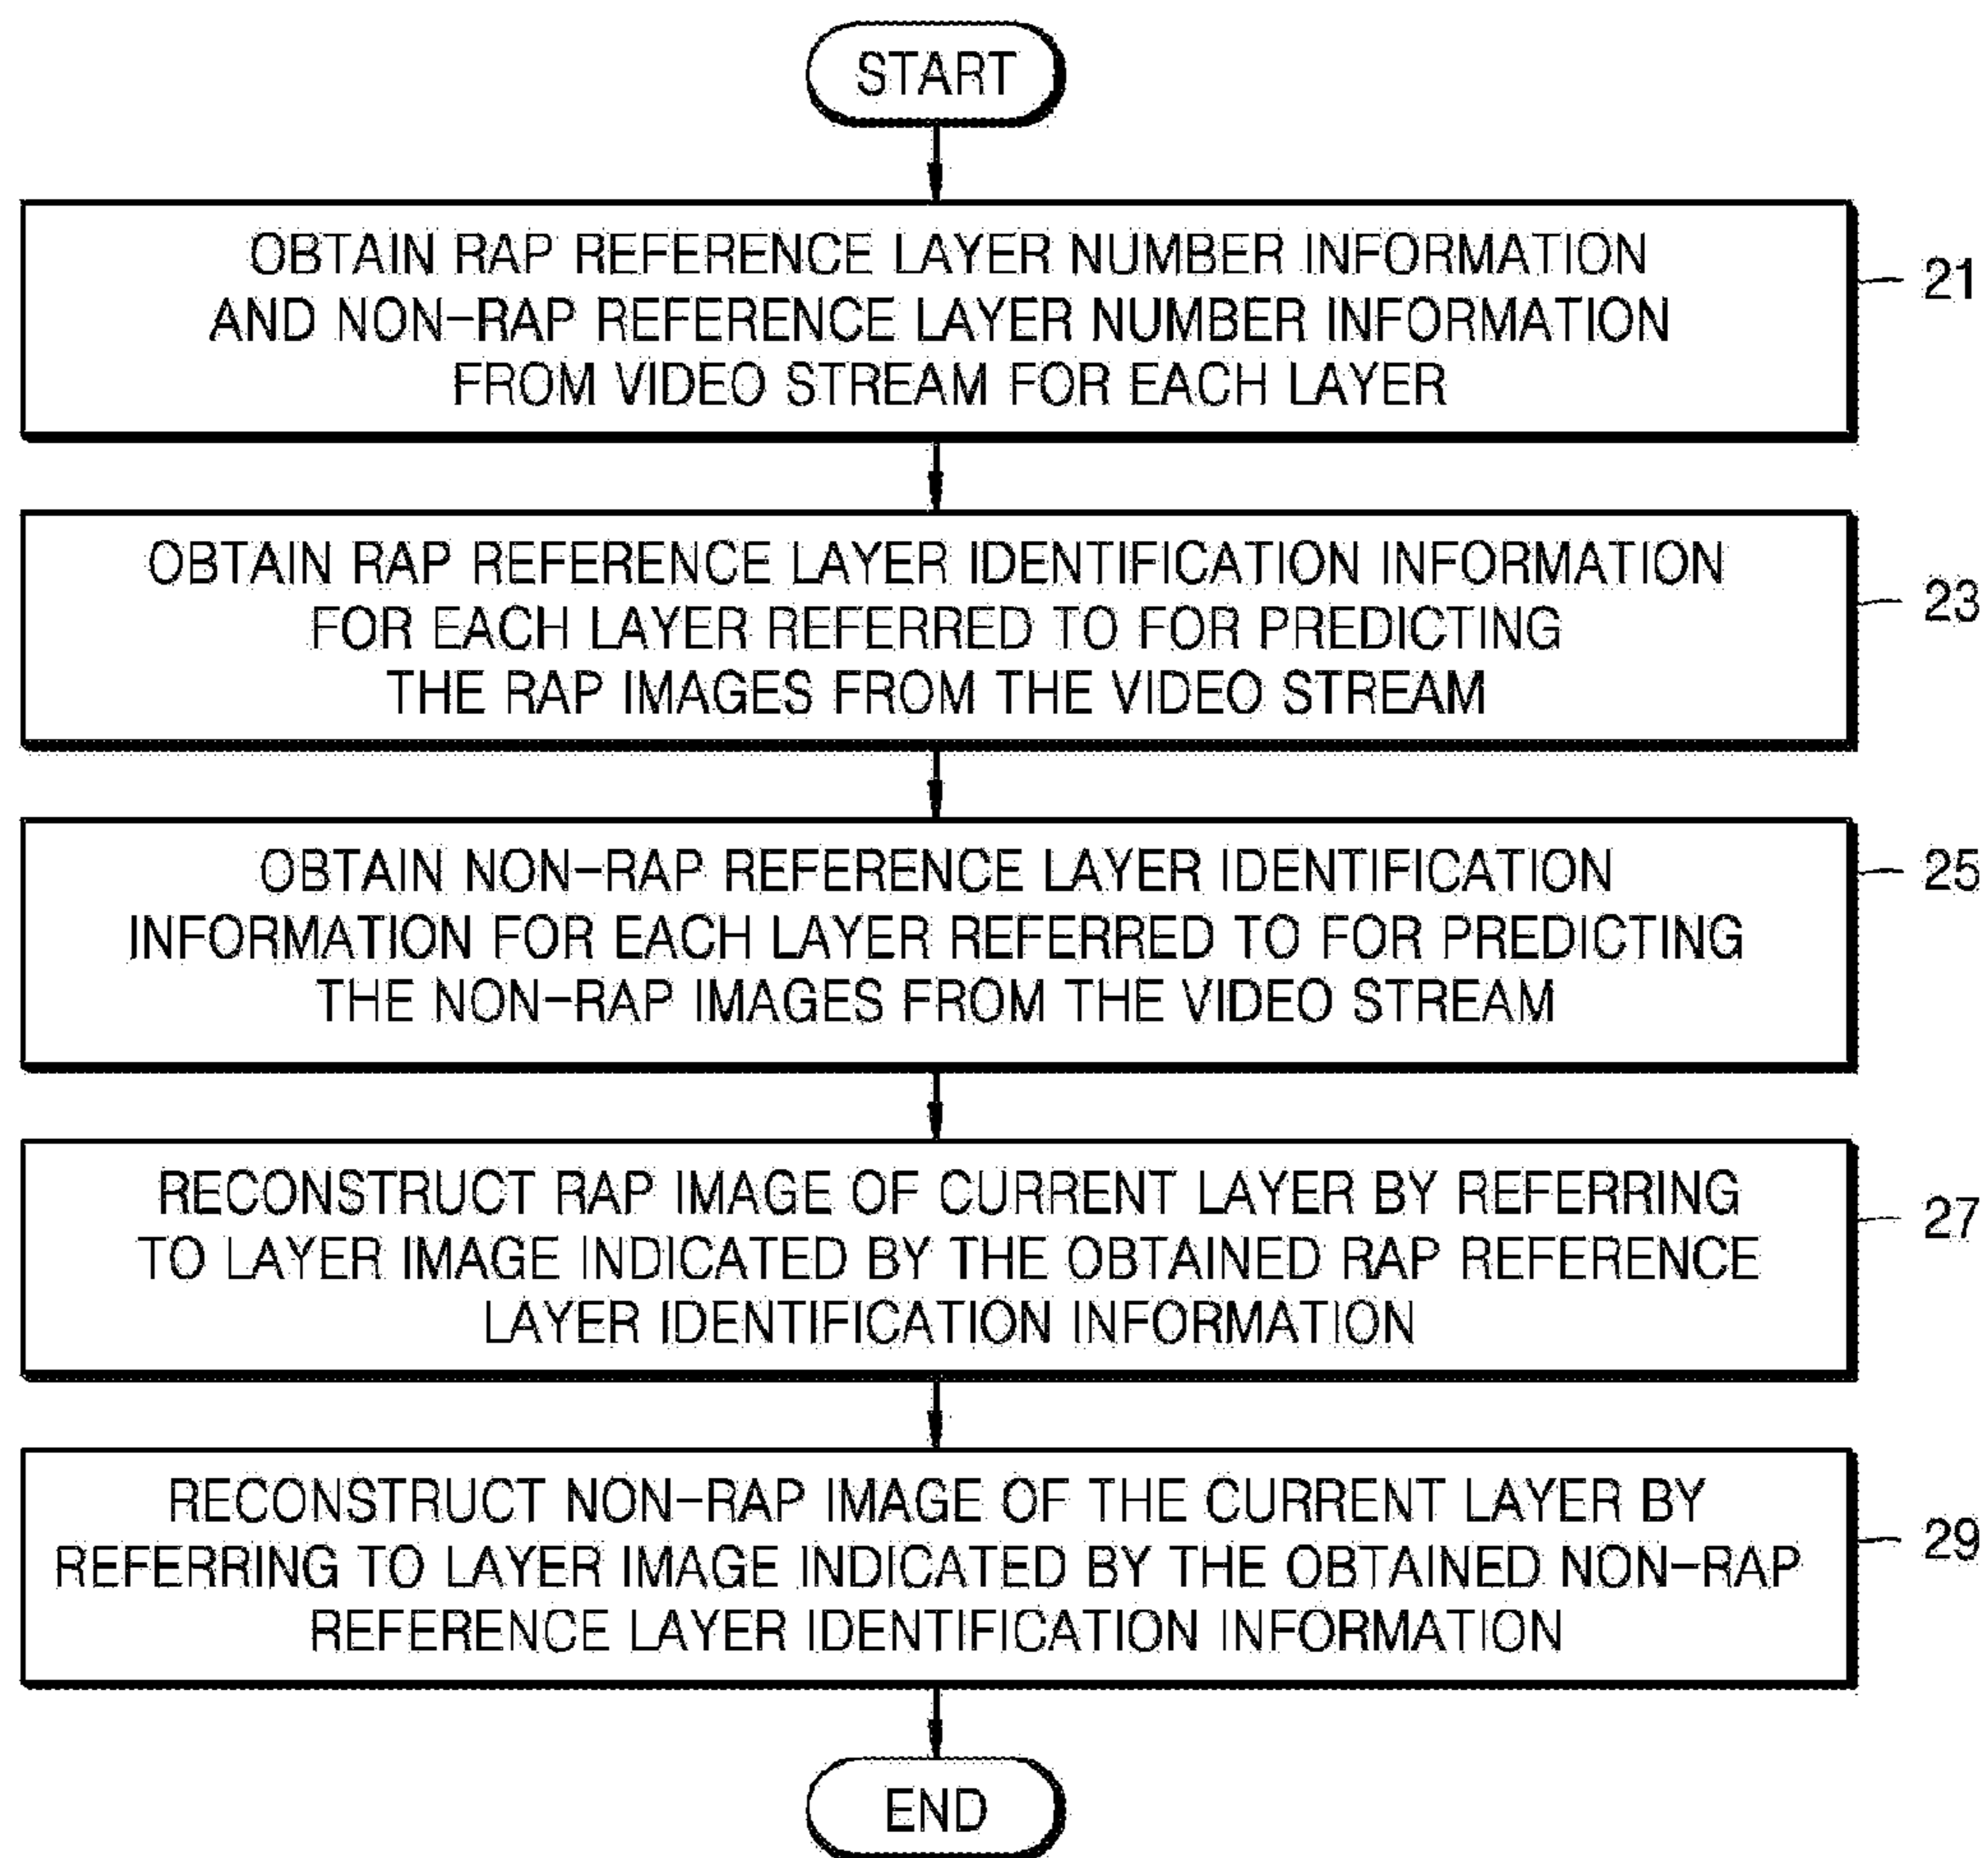 START
OBTAIN RAP REFERENCE LAYER NUMBER INFORMATION
AND NON-RAP REFERENCE LAYER NUMBER INFORMATION
FROM VIDEO STREAM FOR EACH LAYER
21
OBTAIN RAP REFERENCE LAYER IDENTIFICATION INFORMATION
FOR EACH LAYER REFERRED TO FOR PREDICTING
THE RAP IMAGES FROM THE VIDEO STREAM
23
OBTAIN NON-RAP REFERENCE LAYER IDENTIFICATION
INFORMATION FOR EACH LAYER REFERRED TO FOR PREDICTING
THE NON-RAP IMAGES FROM THE VIDEO STREAM
25
RECONSTRUCT RAP IMAGE OF CURRENT LAYER BY REFERRING
TO LAYER IMAGE INDICATED BY THE OBTAINED RAP REFERENCE
LAYER IDENTIFICATION INFORMATION
27
RECONSTRUCT NON-RAP IMAGE OF THE CURRENT LAYER BY
REFERRING TO LAYER IMAGE INDICATED BY THE OBTAINED NON-RAP
REFERENCE LAYER IDENTIFICATION INFORMATION
29
END